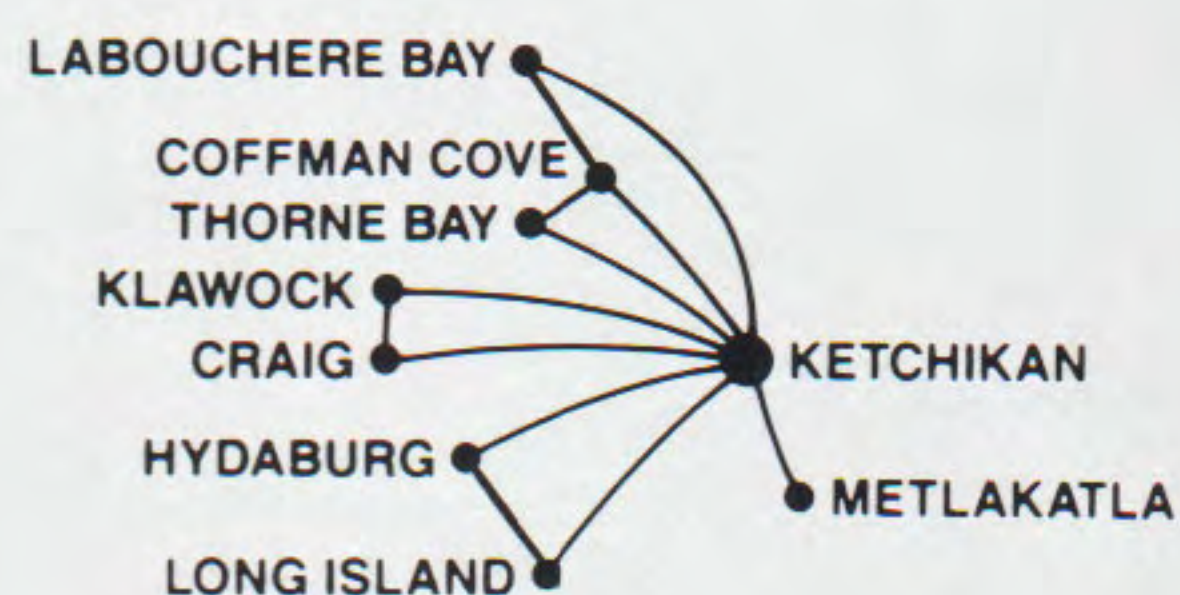 LABOUCHERE BAY
COFFMAN COVE
THORNE BAY
KLAWOCK
CRAIG
KETCHIKAN
HYDABURG
METLAKATLA
LONG ISLAND